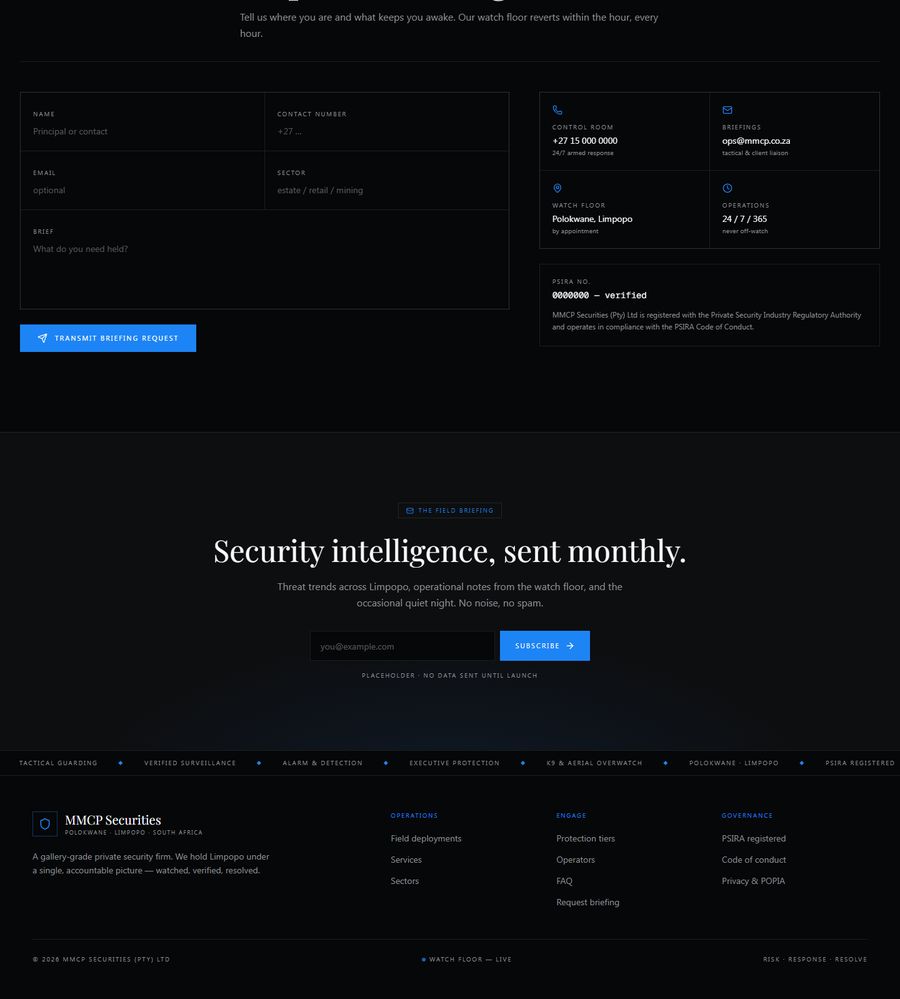 Tell us where you are and what keeps you awake. Our watch floor reverts within the hour, every
hour.
NAME
Principal or contact
CONTACT NUMBER
+27 ...
EMAIL
optional
SECTOR
estate / retail / mining
BRIEF
What do you need held?
TRANSMIT BRIEFING REQUEST
CONTROL ROOM
+27 15 000 0000
24/7 armed response
BRIEFINGS
ops@mmcp.co.za
tactical & client liaison
WATCH FLOOR
Polokwane, Limpopo
by appointment
OPERATIONS
24 / 7 / 365
never off-watch
PSIRA NO.
0000000 — verified
MMCP Securities (Pty) Ltd is registered with the Private Security Industry Regulatory Authority
and operates in compliance with the PSIRA Code of Conduct.
THE FIELD BRIEFING
Security intelligence, sent monthly.
Threat trends across Limpopo, operational notes from the watch floor, and the
occasional quiet night. No noise, no spam.
you@example.com
SUBSCRIBE
PLACEHOLDER · NO DATA SENT UNTIL LAUNCH
TACTICAL GUARDING ◆ VERIFIED SURVEILLANCE ◆ ALARM & DETECTION ◆ EXECUTIVE PROTECTION ◆ K9 & AERIAL OVERWATCH ◆ POLOKWANE · LIMPOPO ◆ PSIRA REGISTERED
MMCP Securities
POLOKWANE · LIMPOPO · SOUTH AFRICA
A gallery-grade private security firm. We hold Limpopo under
a single, accountable picture — watched, verified, resolved.
OPERATIONS
Field deployments
Services
Sectors
ENGAGE
Protection tiers
Operators
FAQ
Request briefing
GOVERNANCE
PSIRA registered
Code of conduct
Privacy & POPIA
© 2026 MMCP SECURITIES (PTY) LTD
WATCH FLOOR — LIVE
RISK · RESPONSE · RESOLVE